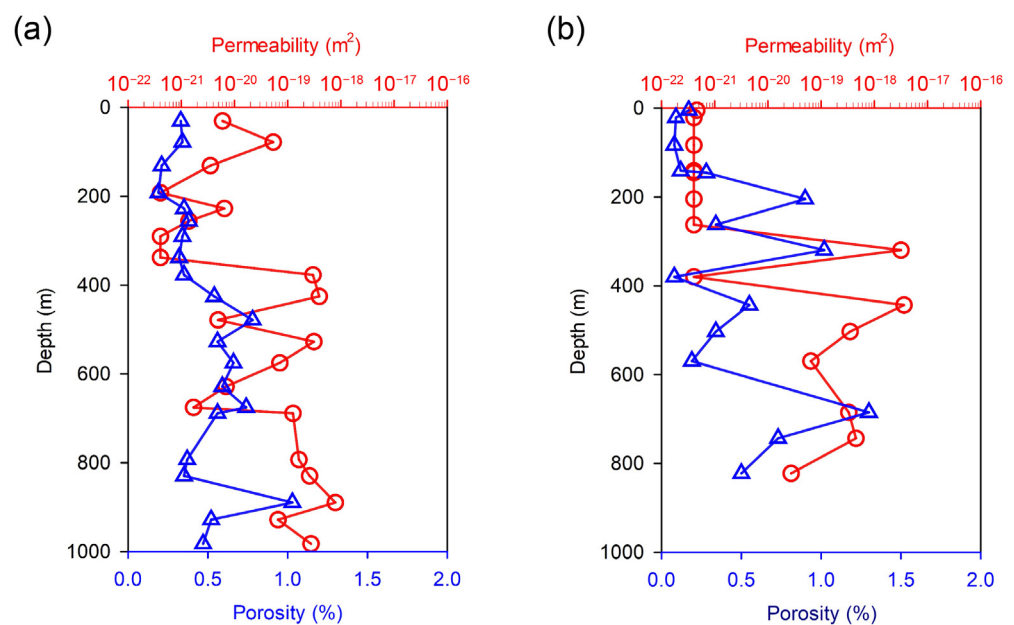 (a)
Permeability (m²)
10⁻²² 10⁻²¹ 10⁻²⁰ 10⁻¹⁹ 10⁻¹⁸ 10⁻¹⁷ 10⁻¹⁶
0
200
400
600
800
1000
Depth (m)
0.0 0.5 1.0 1.5 2.0
Porosity (%)
(b)
Permeability (m²)
10⁻²² 10⁻²¹ 10⁻²⁰ 10⁻¹⁹ 10⁻¹⁸ 10⁻¹⁷ 10⁻¹⁶
0
200
400
600
800
1000
Depth (m)
0.0 0.5 1.0 1.5 2.0
Porosity (%)